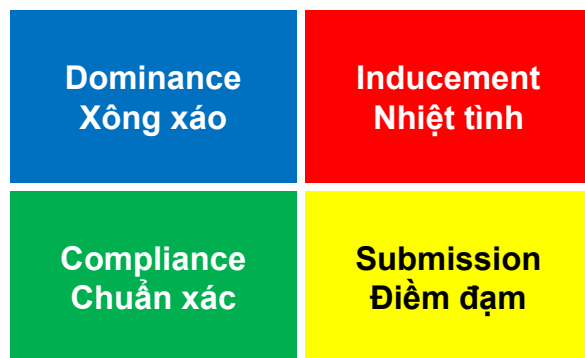 Dominance
Xông xáo
Inducement
Nhiệt tình
Compliance
Chuẩn xác
Submission
Điềm đạm